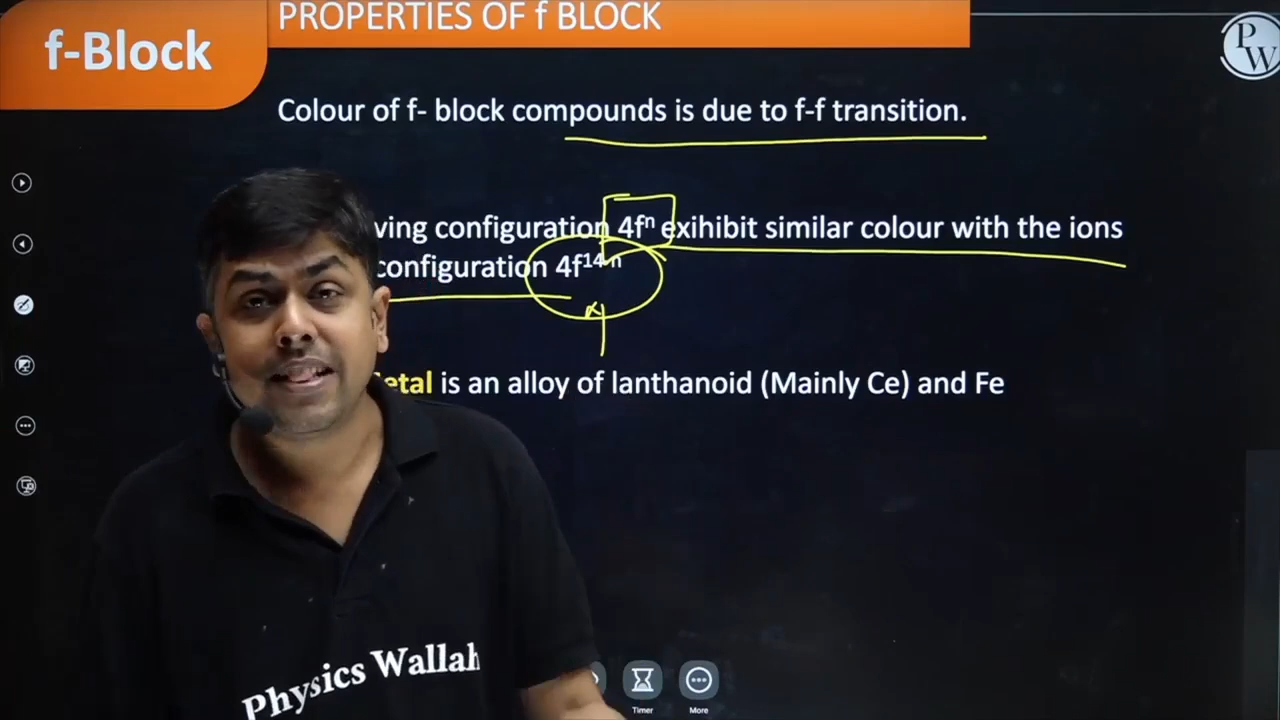 PROPERTIES OF f BLOCK
f-Block
PW
Colour of f- block compounds is due to f-f transition.
ving configuration 4fⁿ exihibit similar colour with the ions
configuration 4f¹⁴⁻ⁿ
etal is an alloy of lanthanoid (Mainly Ce) and Fe
Physics Wallah
Timer More